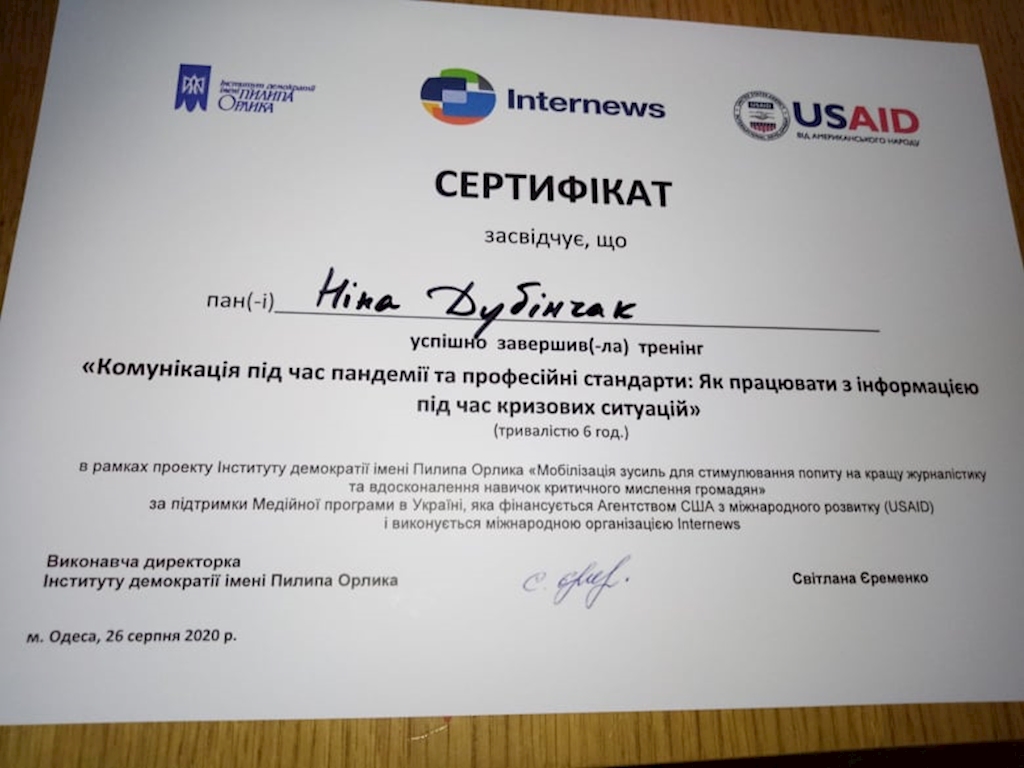 Інститут демократії
імені ПИЛИПА
ОРЛИКА
Internews
USAID
ВІД АМЕРИКАНСЬКОГО НАРОДУ
СЕРТИФІКАТ
засвідчує, що
пан(-і) Ніна Дубінчак
успішно завершив(-ла) тренінг
«Комунікація під час пандемії та професійні стандарти: Як працювати з інформацією
під час кризових ситуацій»
(тривалістю 6 год.)
в рамках проекту Інституту демократії імені Пилипа Орлика «Мобілізація зусиль для стимулювання попиту на кращу журналістику
та вдосконалення навичок критичного мислення громадян»
за підтримки Медійної програми в Україні, яка фінансується Агентством США з міжнародного розвитку (USAID)
і виконується міжнародною організацією Internews
Виконавча директорка
Інституту демократії імені Пилипа Орлика
Світлана Єременко
м. Одеса, 26 серпня 2020 р.